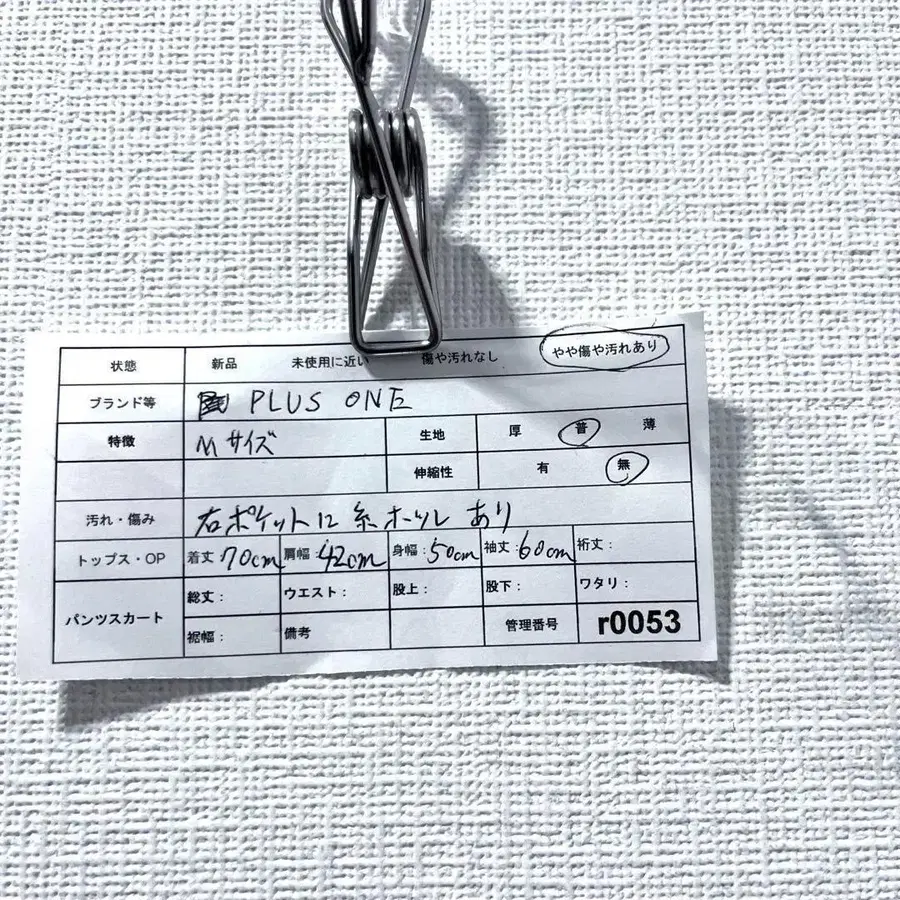 状態 新品 未使用に近い 傷や汚れなし やや傷や汚れあり
ブランド等 PLUS ONE
特徴 Mサイズ 生地 厚 普 薄
伸縮性 有 無
汚れ・傷み 右ポケットに糸ホツレあり
トップス・OP 着丈:70cm 肩幅:42cm 身幅:50cm 袖丈:60cm 裄丈:
パンツスカート 総丈: ウエスト: 股上: 股下: ワタリ:
裾幅: 備考 管理番号 r0053